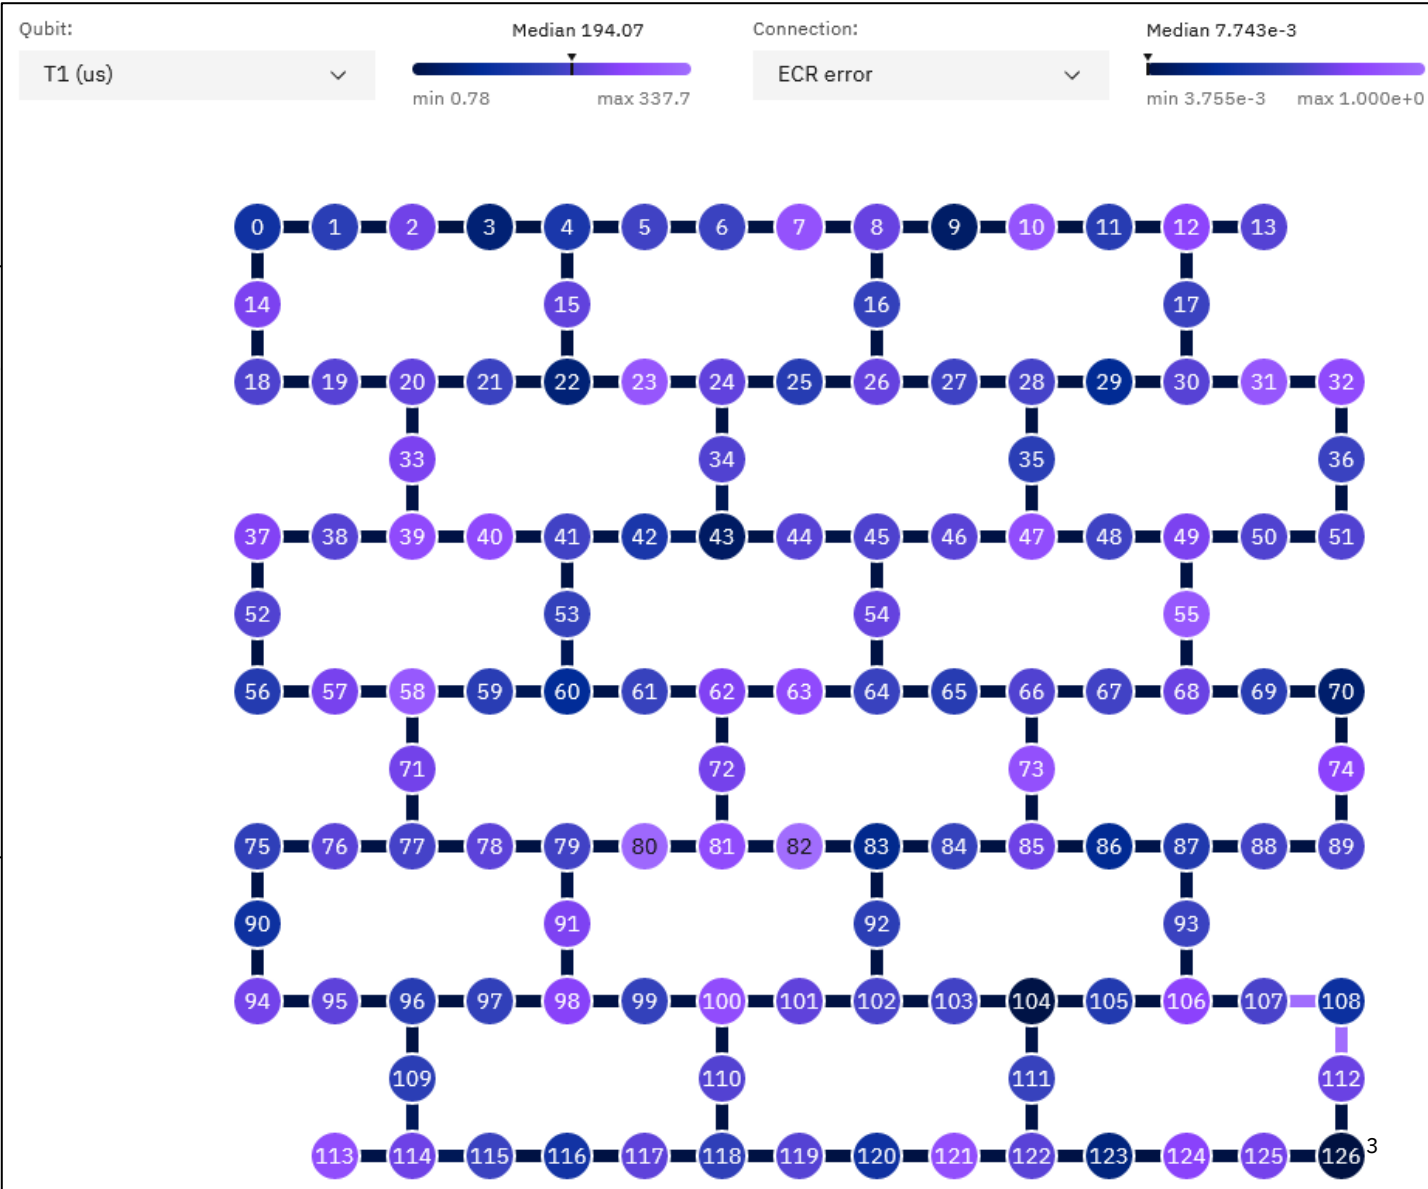 Qubit: Median 194.07 Connection: Median 7.743e-3
T1 (us) ECR error
min 0.78 max 337.7 min 3.755e-3 max 1.000e+0
0 1 2 3 4 5 6 7 8 9 10 11 12 13
14 15 16 17
18 19 20 21 22 23 24 25 26 27 28 29 30 31 32
33 34 35 36
37 38 39 40 41 42 43 44 45 46 47 48 49 50 51
52 53 54 55
56 57 58 59 60 61 62 63 64 65 66 67 68 69 70
71 72 73 74
75 76 77 78 79 80 81 82 83 84 85 86 87 88 89
90 91 92 93
94 95 96 97 98 99 100 101 102 103 104 105 106 107 108
109 110 111 112
113 114 115 116 117 118 119 120 121 122 123 124 125 126 3